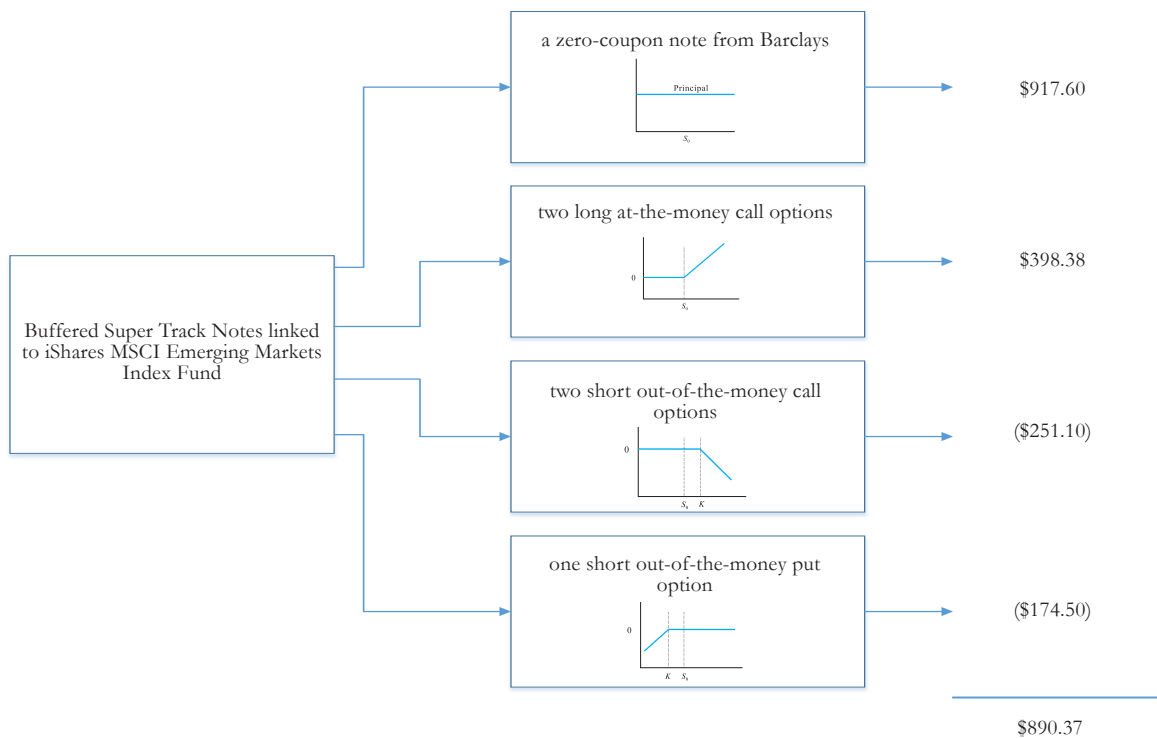 a zero-coupon note from Barclays
Principal
S₀
$917.60
two long at-the-money call options
0
S₀
$398.38
Buffered Super Track Notes linked
to iShares MSCI Emerging Markets
Index Fund
two short out-of-the-money call
options
0
S₀ K
($251.10)
one short out-of-the-money put
option
0
K S₀
($174.50)
$890.37